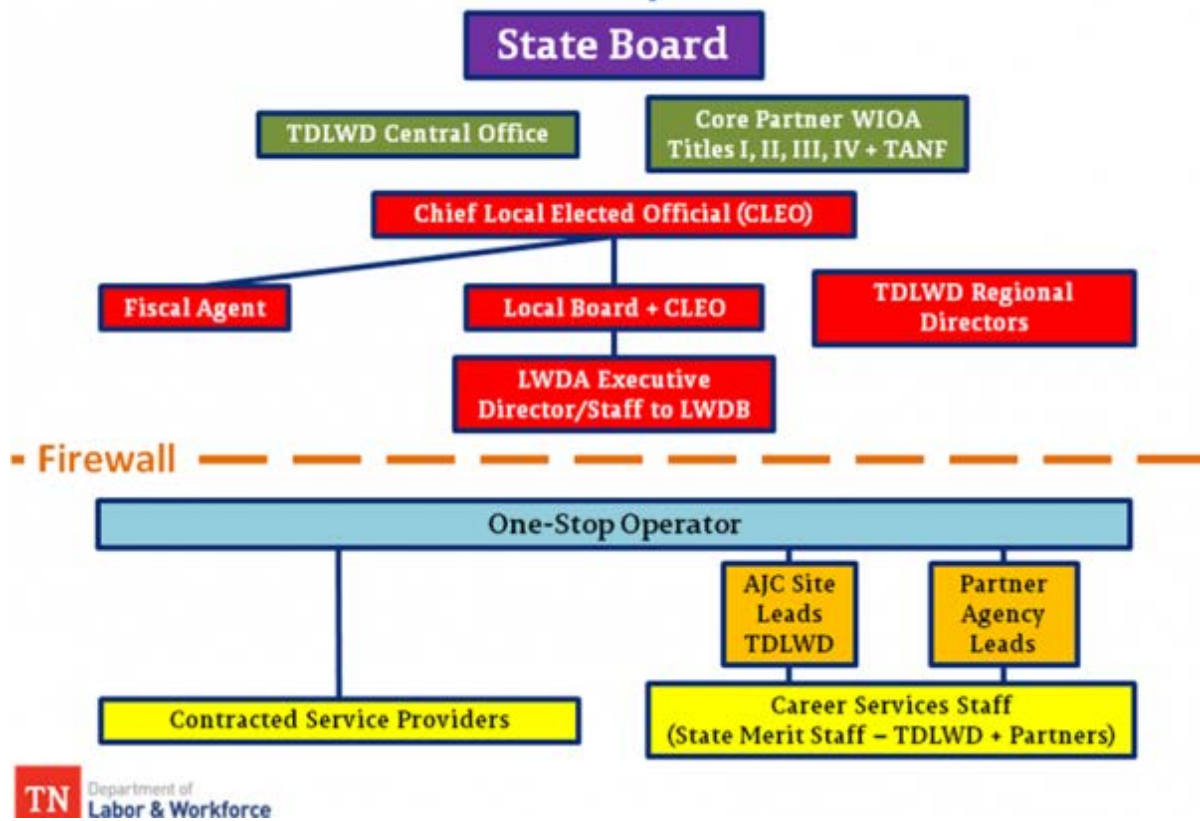 State Board
TDLWD Central Office
Core Partner WIOA
Titles I, II, III, IV + TANF
Chief Local Elected Official (CLEO)
Fiscal Agent
Local Board + CLEO
TDLWD Regional
Directors
LWDA Executive
Director/Staff to LWDB
Firewall
One-Stop Operator
AJC Site
Leads
TDLWD
Partner
Agency
Leads
Contracted Service Providers
Career Services Staff
(State Merit Staff – TDLWD + Partners)
TN
Department of
Labor & Workforce